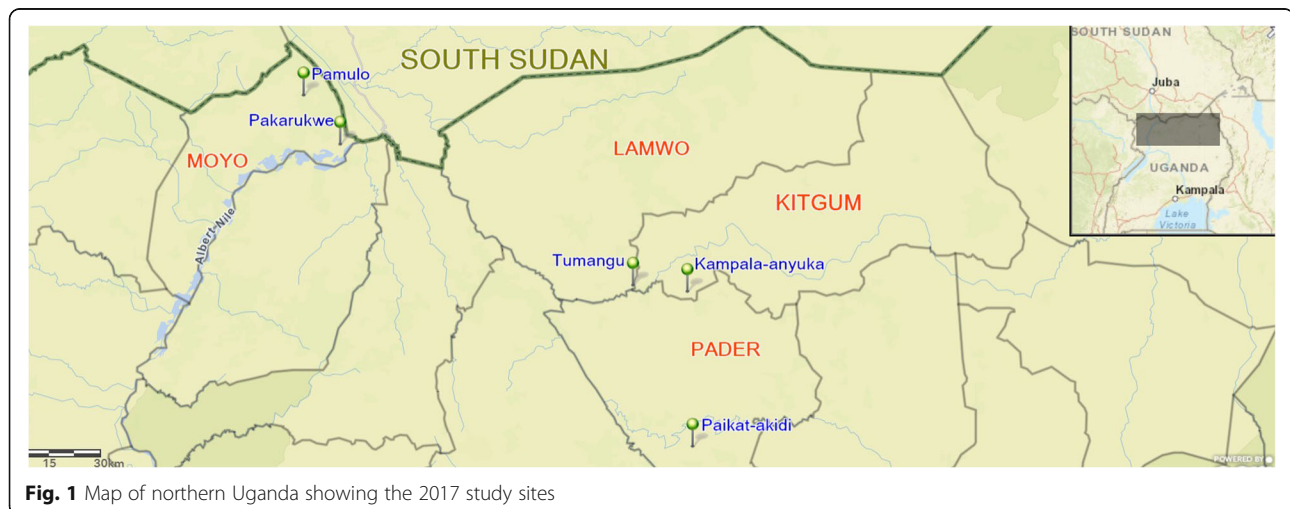 SOUTH SUDAN
Pamulo
Pakarukwe
MOYO
Albert-Nile
LAMWO
KITGUM
Tumangu
Kampala-anyuka
PADER
Paikat-akidi
15 30km
SOUTH SUDAN
Juba
UGANDA
Kampala
Lake
Victoria
POWERED BY
Fig. 1 Map of northern Uganda showing the 2017 study sites